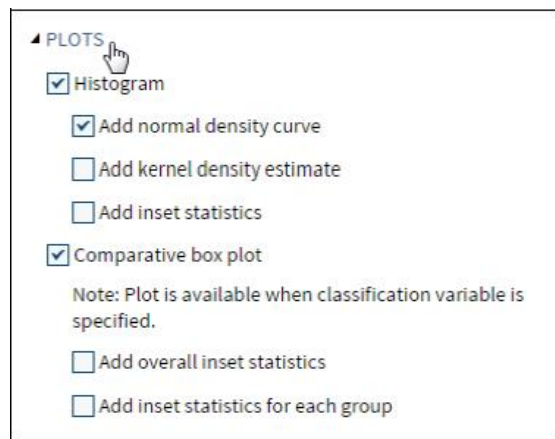 PLOTS
Histogram
Add normal density curve
Add kernel density estimate
Add inset statistics
Comparative box plot
Note: Plot is available when classification variable is
specified.
Add overall inset statistics
Add inset statistics for each group